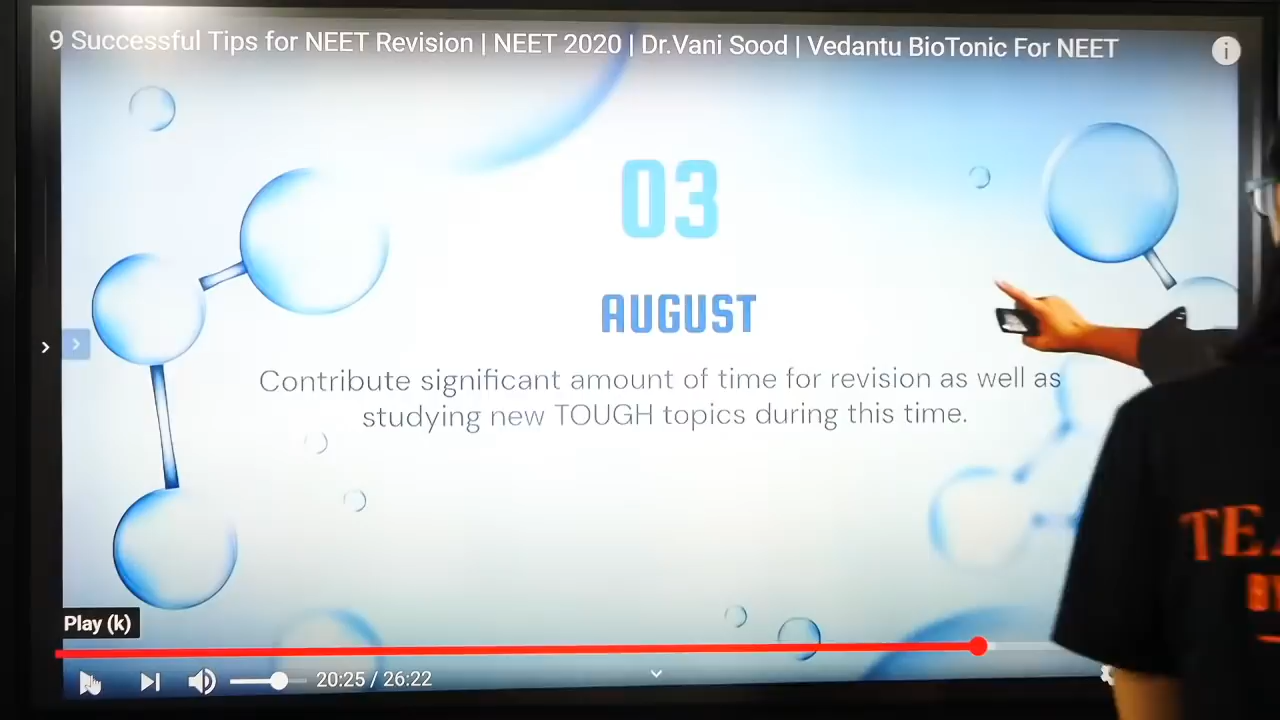 9 Successful Tips for NEET Revision | NEET 2020 | Dr.Vani Sood | Vedantu BioTonic For NEET
03
AUGUST
Contribute significant amount of time for revision as well as
studying new TOUGH topics during this time.
Play (k)
20:25 / 26:22